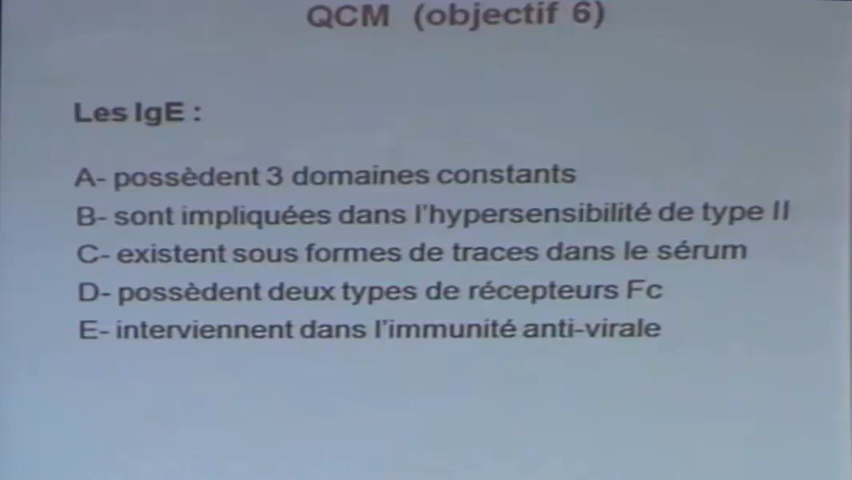 QCM (objectif 6)
Les IgE :
A- possèdent 3 domaines constants
B- sont impliquées dans l'hypersensibilité de type II
C- existent sous formes de traces dans le sérum
D- possèdent deux types de récepteurs Fc
E- interviennent dans l'immunité anti-virale